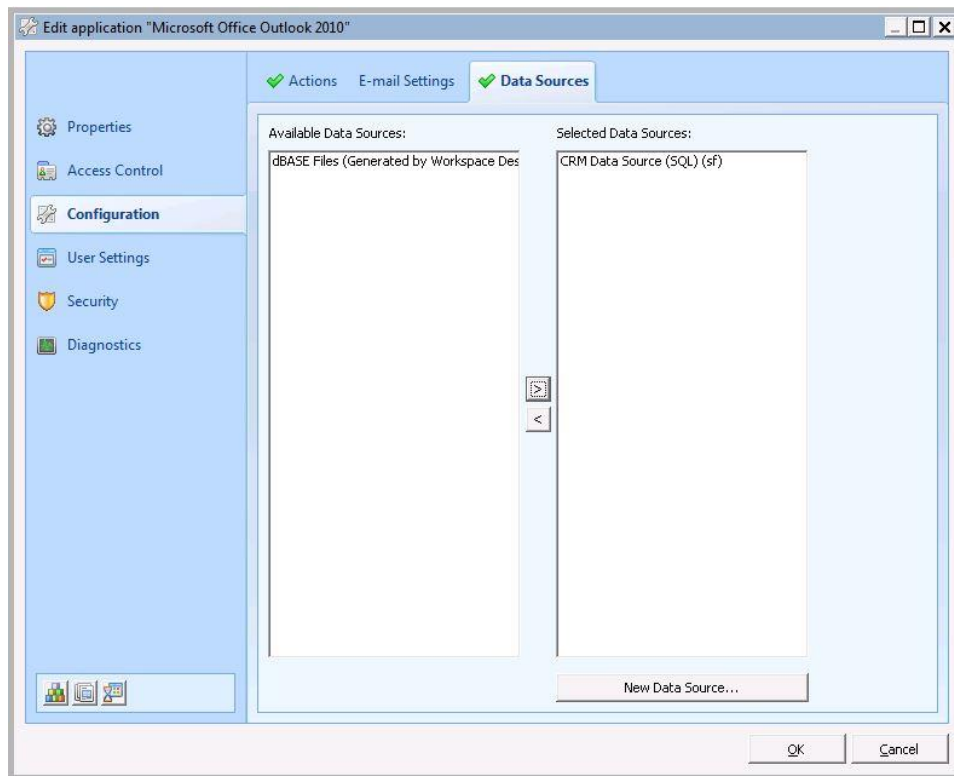 Edit application "Microsoft Office Outlook 2010"
Actions E-mail Settings Data Sources
Properties
Access Control
Configuration
User Settings
Security
Diagnostics
Available Data Sources:
dBASE Files (Generated by Workspace Des
Selected Data Sources:
CRM Data Source (SQL) (sf)
>
<
New Data Source...
OK Cancel